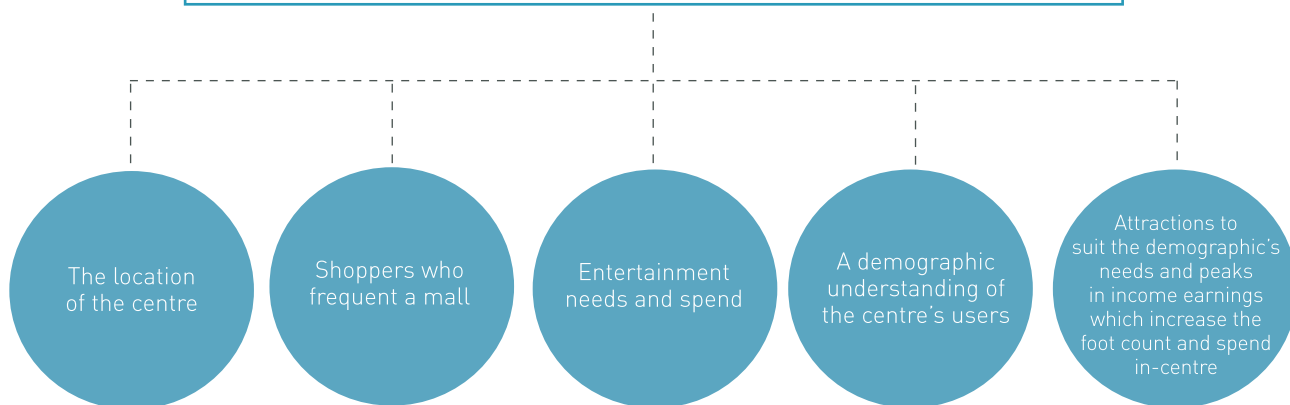 The location
of the centre
Shoppers who
frequent a mall
Entertainment
needs and spend
A demographic
understanding of
the centre's users
Attractions to
suit the demographic's
needs and peaks
in income earnings
which increase the
foot count and spend
in-centre